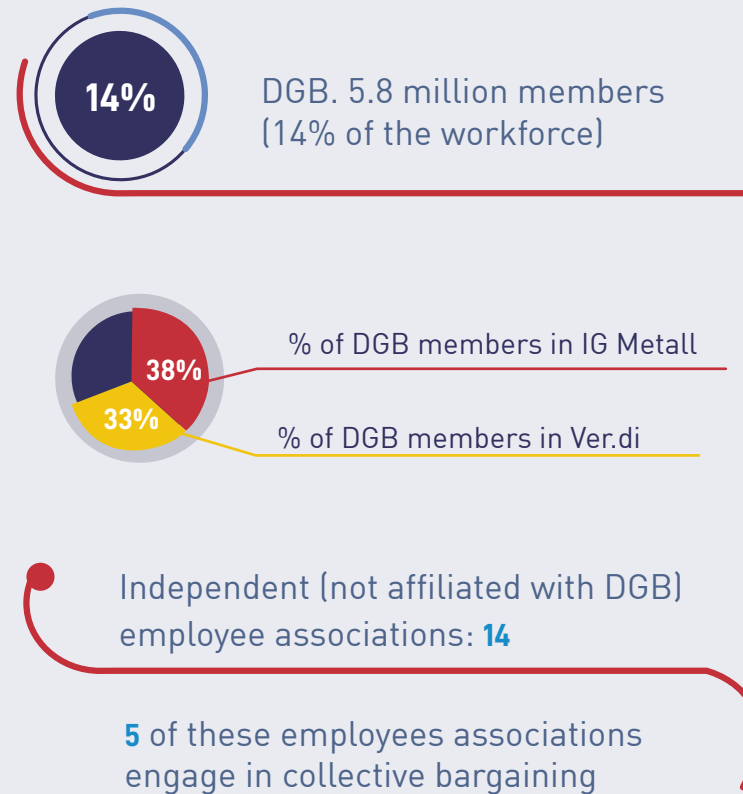 14%
DGB. 5.8 million members
(14% of the workforce)
38%
% of DGB members in IG Metall
33%
% of DGB members in Ver.di
Independent (not affiliated with DGB)
employee associations: 14
5 of these employees associations
engage in collective bargaining